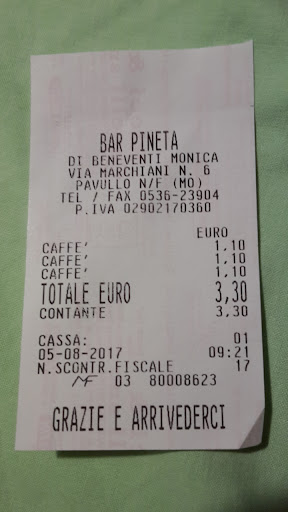 BAR PINETA
DI BENEVENTI MONICA
VIA MARCHIANI N. 6
PAVULLO N/F (MO)
TEL / FAX 0536-23904
P.IVA 02902170360
EURO
CAFFE' 1,10
CAFFE' 1,10
CAFFE' 1,10
TOTALE EURO 3,30
CONTANTE 3,30
CASSA: 01
05-08-2017 09:21
N.SCONTR.FISCALE 17
MF 03 80008623
GRAZIE E ARRIVEDERCI